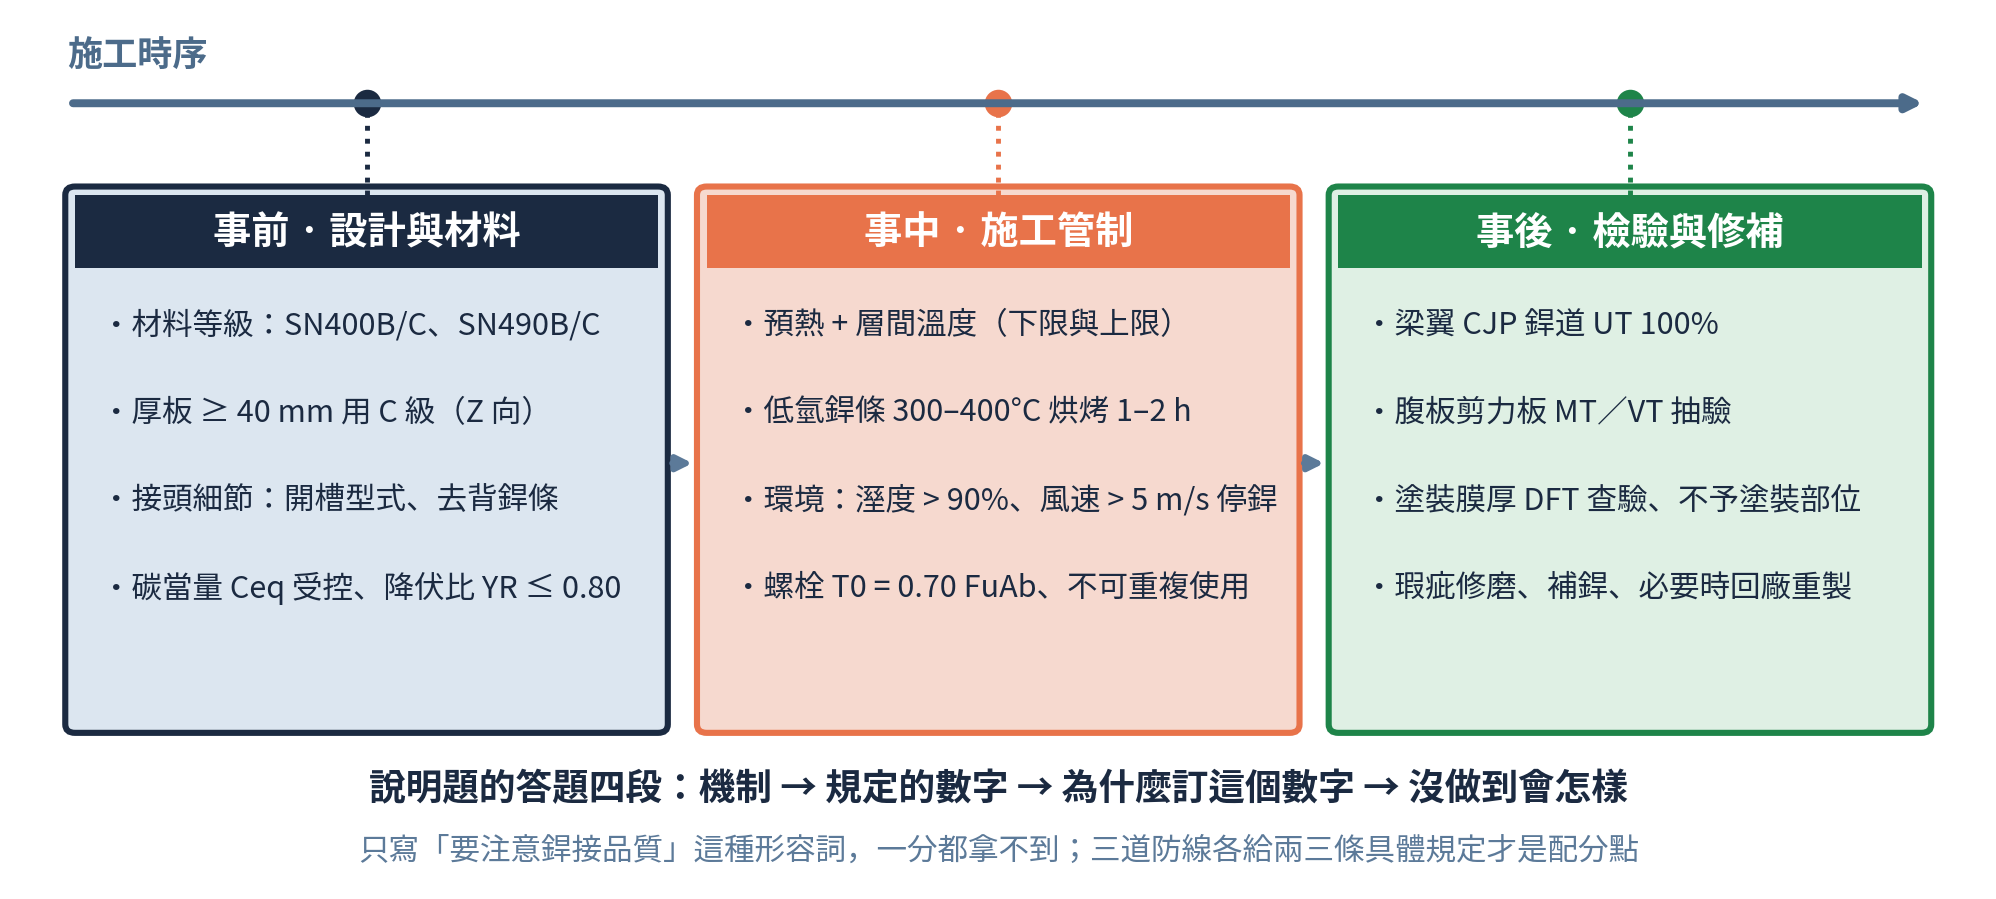 施工時序
事前・設計與材料
・材料等級：SN400B/C、SN490B/C
・厚板 ≥ 40 mm 用 C 級（Z 向）
・接頭細節：開槽型式、去背銲條
・碳當量 Ceq 受控、降伏比 YR ≤ 0.80
事中・施工管制
・預熱 + 層間溫度（下限與上限）
・低氫銲條 300–400°C 烘烤 1–2 h
・環境：溼度 > 90%、風速 > 5 m/s 停銲
・螺栓 T0 = 0.70 FuAb、不可重複使用
事後・檢驗與修補
・梁翼 CJP 銲道 UT 100%
・腹板剪力板 MT／VT 抽驗
・塗裝膜厚 DFT 查驗、不予塗裝部位
・瑕疵修磨、補銲、必要時回廠重製
說明題的答題四段：機制 → 規定的數字 → 為什麼訂這個數字 → 沒做到會怎樣
只寫「要注意銲接品質」這種形容詞，一分都拿不到；三道防線各給兩三條具體規定才是配分點